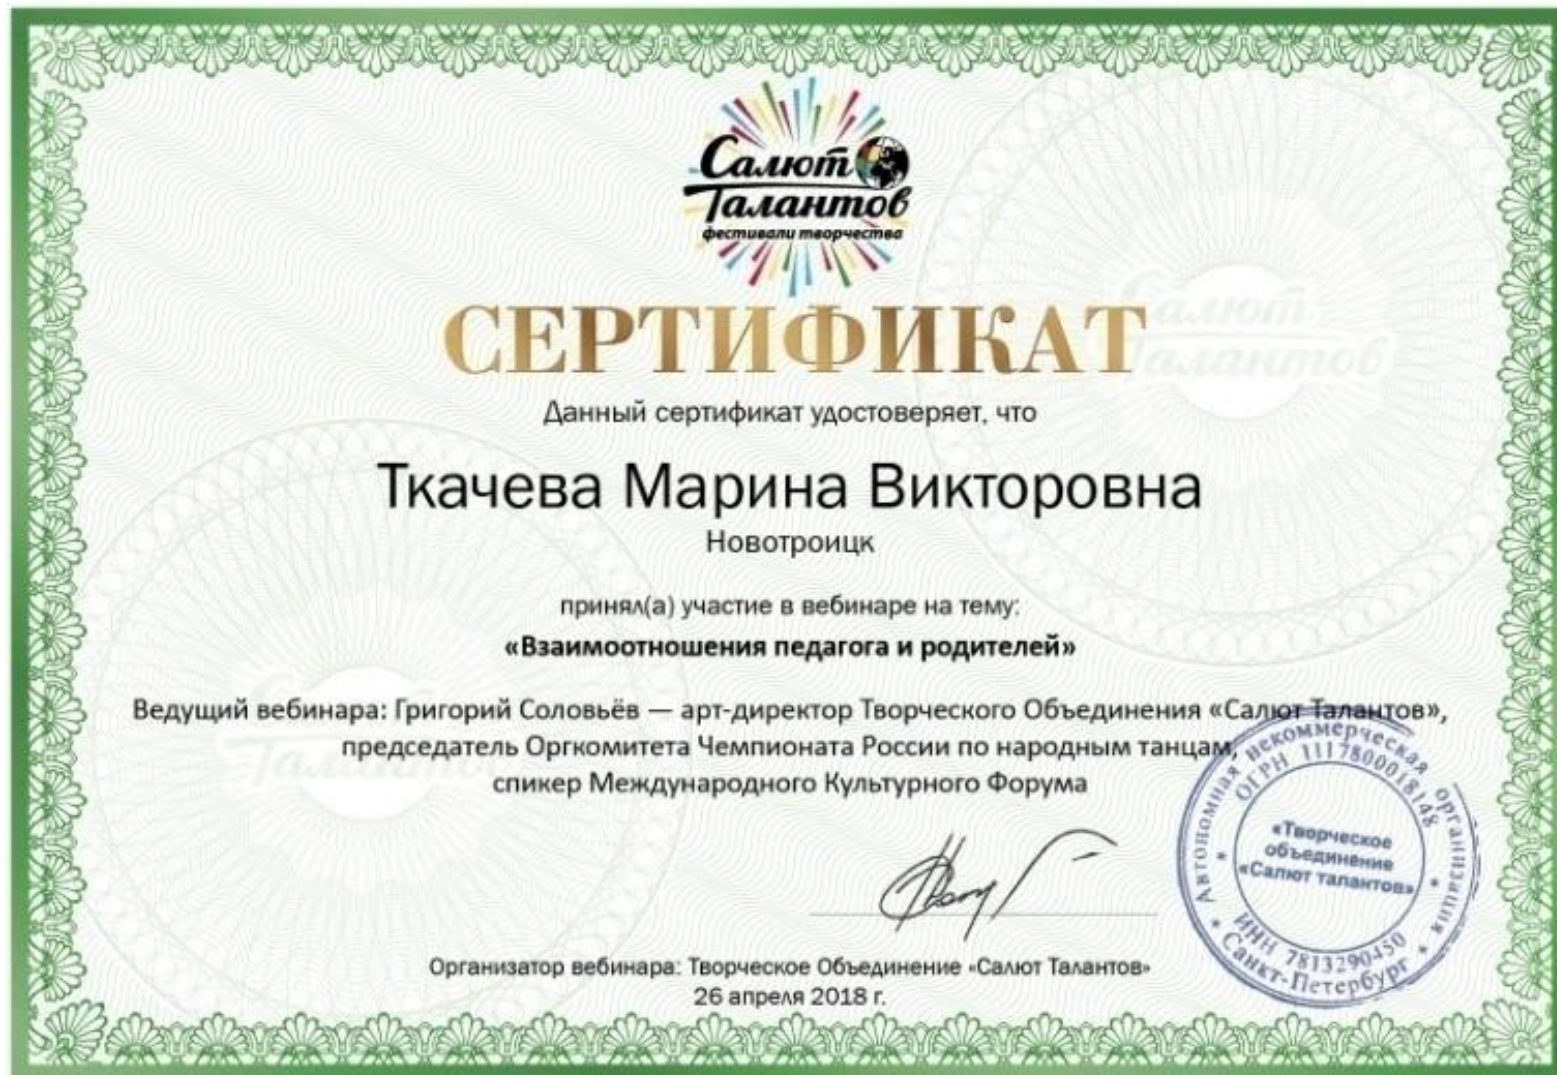 Салют
Талантов
фестивали творчества
СЕРТИФИКАТ
Данный сертификат удостоверяет, что
Ткачева Марина Викторовна
Новотроицк
принял(а) участие в вебинаре на тему:
«Взаимоотношения педагога и родителей»
Ведущий вебинара: Григорий Соловьёв — арт-директор Творческого Объединения «Салют Талантов»,
председатель Оргкомитета Чемпионата России по народным танцам,
спикер Международного Культурного Форума
Автономная некоммерческая организация
ОГРН 1117800018148
«Творческое
объединение
«Салют талантов»
ИНН 7813290450
Санкт-Петербург
Организатор вебинара: Творческое Объединение «Салют Талантов»
26 апреля 2018 г.
Салют
Талантов